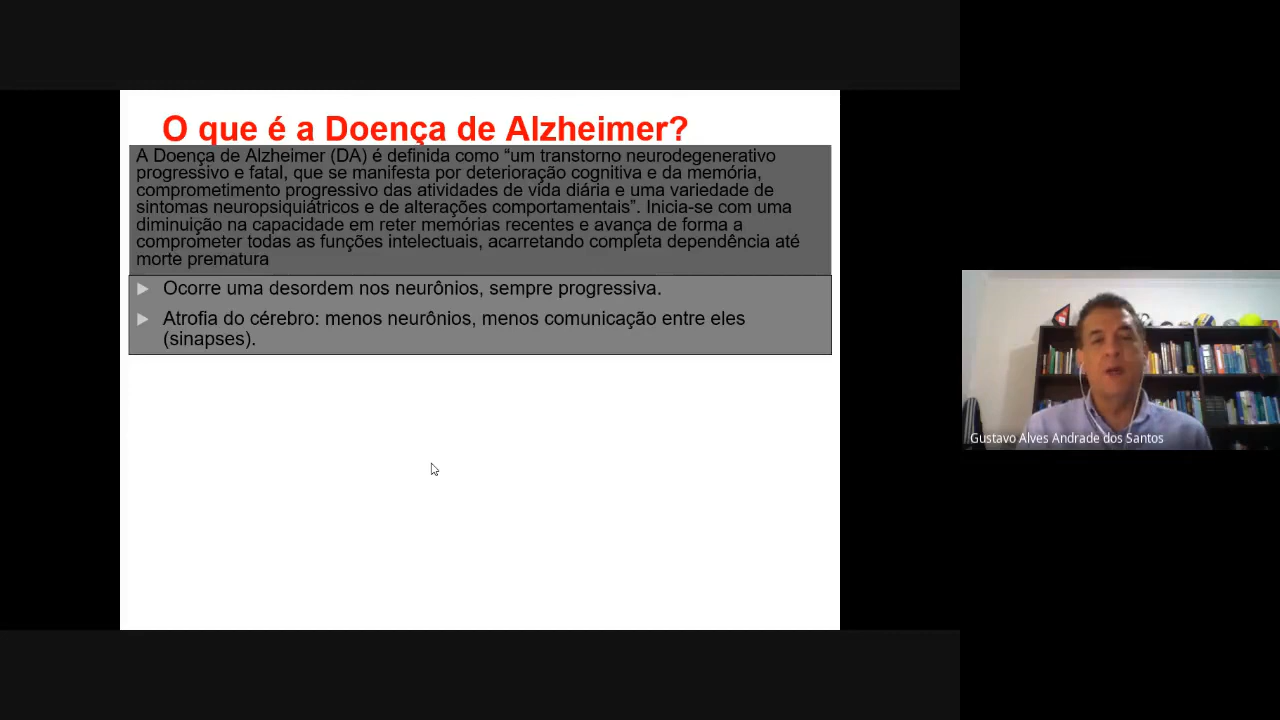 O que é a Doença de Alzheimer?
A Doença de Alzheimer (DA) é definida como “um transtorno neurodegenerativo
progressivo e fatal, que se manifesta por deterioração cognitiva e da memória,
comprometimento progressivo das atividades de vida diária e uma variedade de
sintomas neuropsiquiátricos e de alterações comportamentais”. Inicia-se com uma
diminuição na capacidade em reter memórias recentes e avança de forma a
comprometer todas as funções intelectuais, acarretando completa dependência até
morte prematura
Ocorre uma desordem nos neurônios, sempre progressiva.
Atrofia do cérebro: menos neurônios, menos comunicação entre eles
(sinapses).
Gustavo Alves Andrade dos Santos